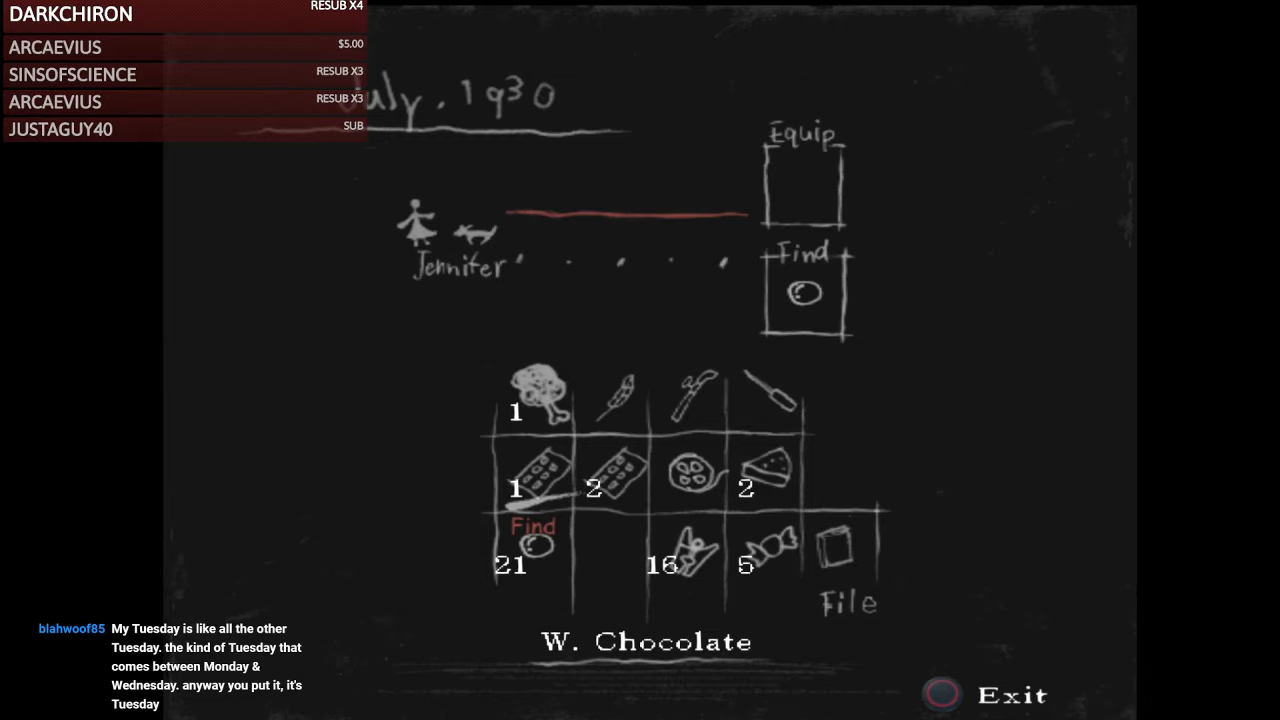 DARKCHIRON RESUB X4
ARCAEVIUS $5.00
SINSOFSCIENCE RESUB X3
ARCAEVIUS RESUB X3
JUSTAGUY40 SUB
July. 1930
Equip
Jennifer
Find
1
1
2
2
Find
21
16
5
File
W. Chocolate
Exit
blahwoof85 My Tuesday is like all the other
Tuesday. the kind of Tuesday that
comes between Monday &
Wednesday. anyway you put it, it's
Tuesday